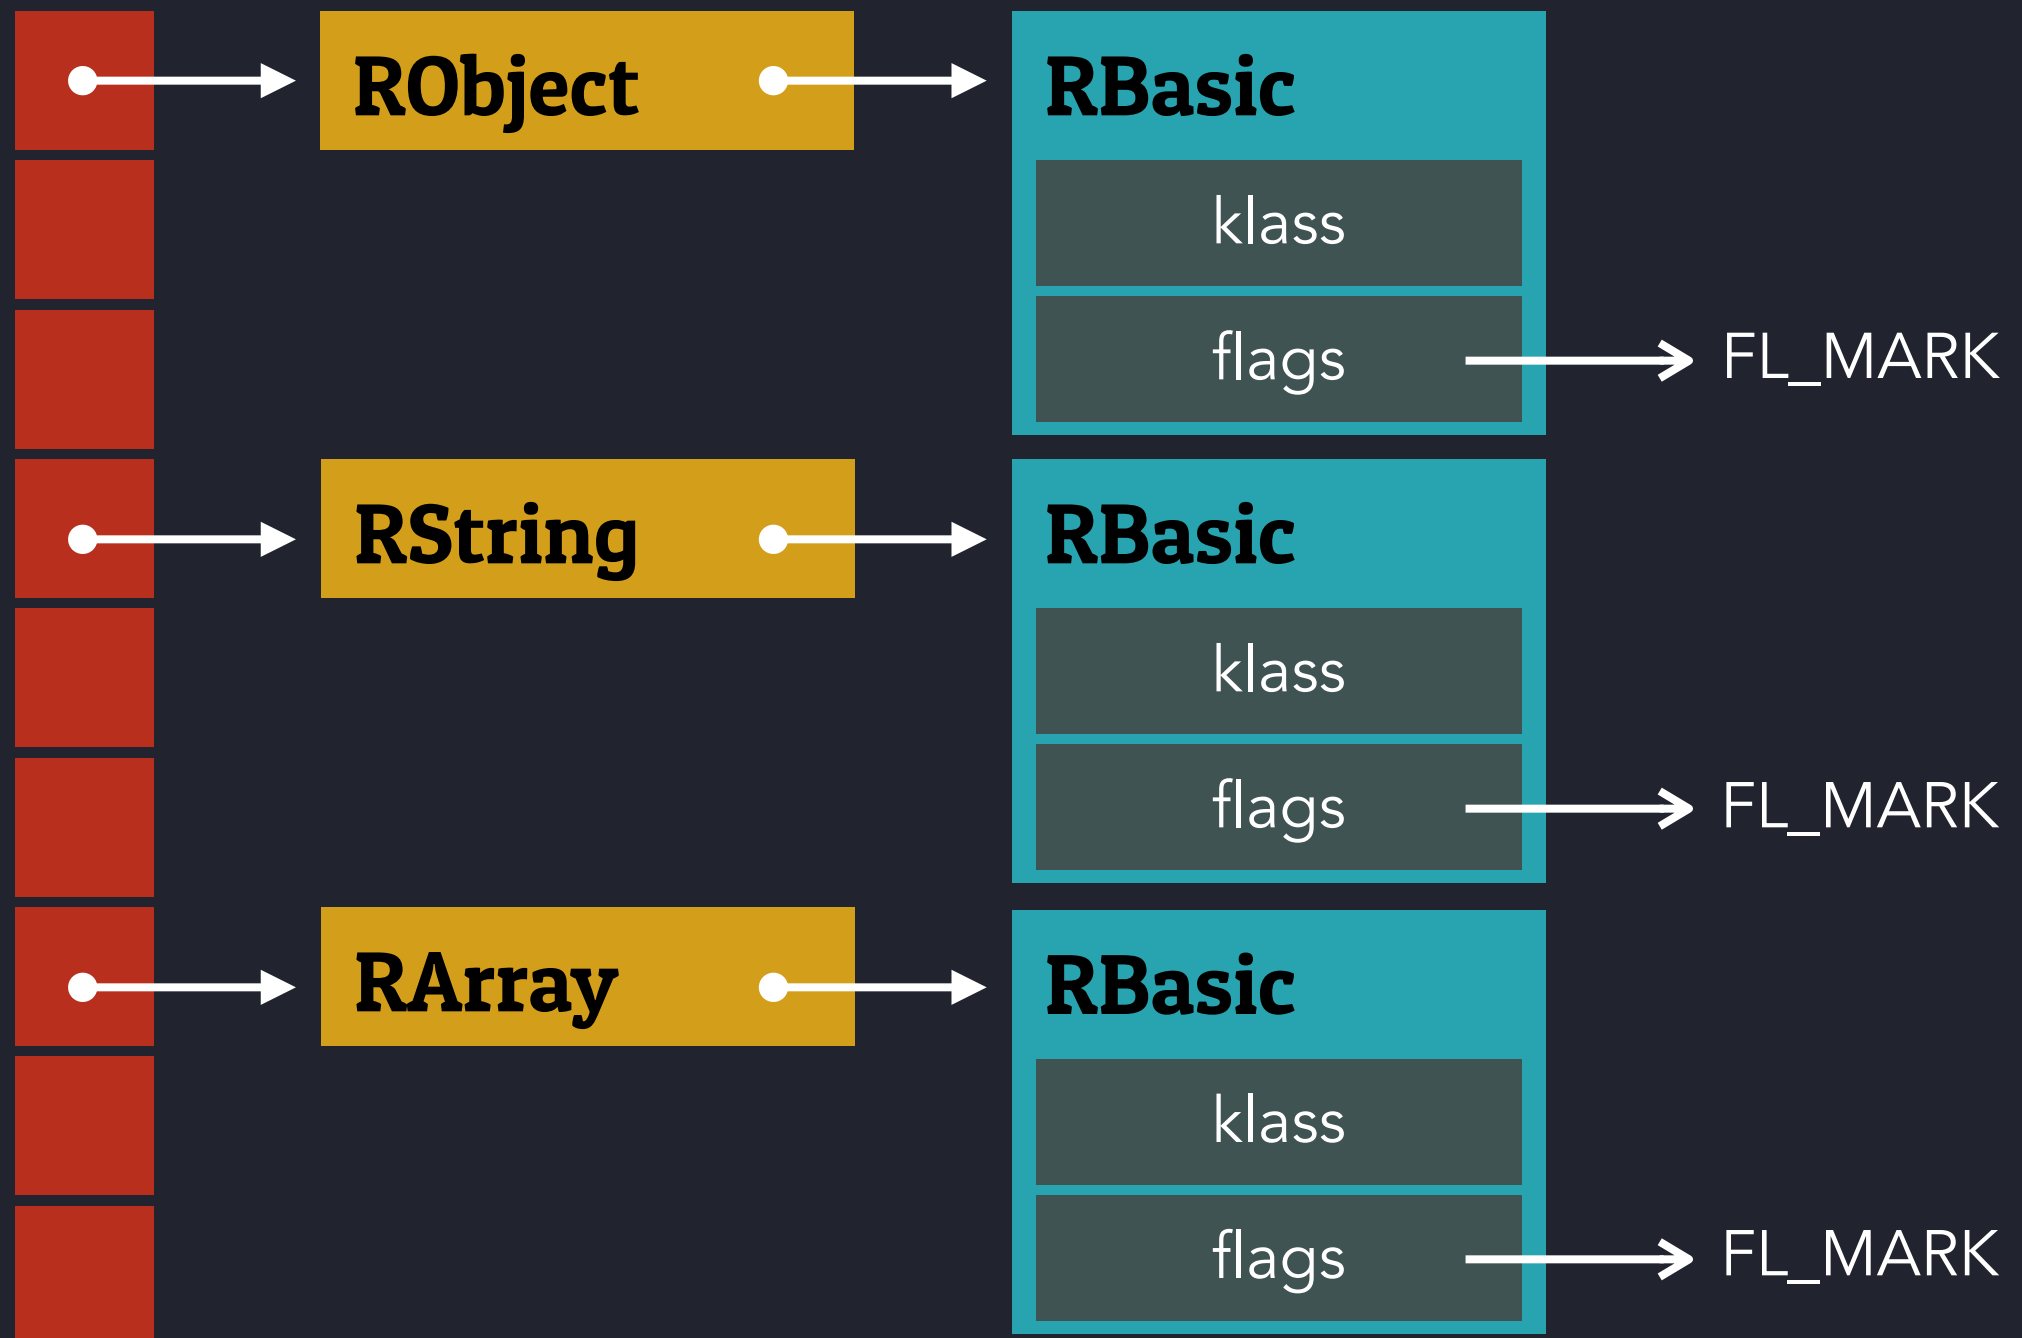 RObject
RBasic
klass
flags
FL_MARK
RString
RBasic
klass
flags
FL_MARK
RArray
RBasic
klass
flags
FL_MARK